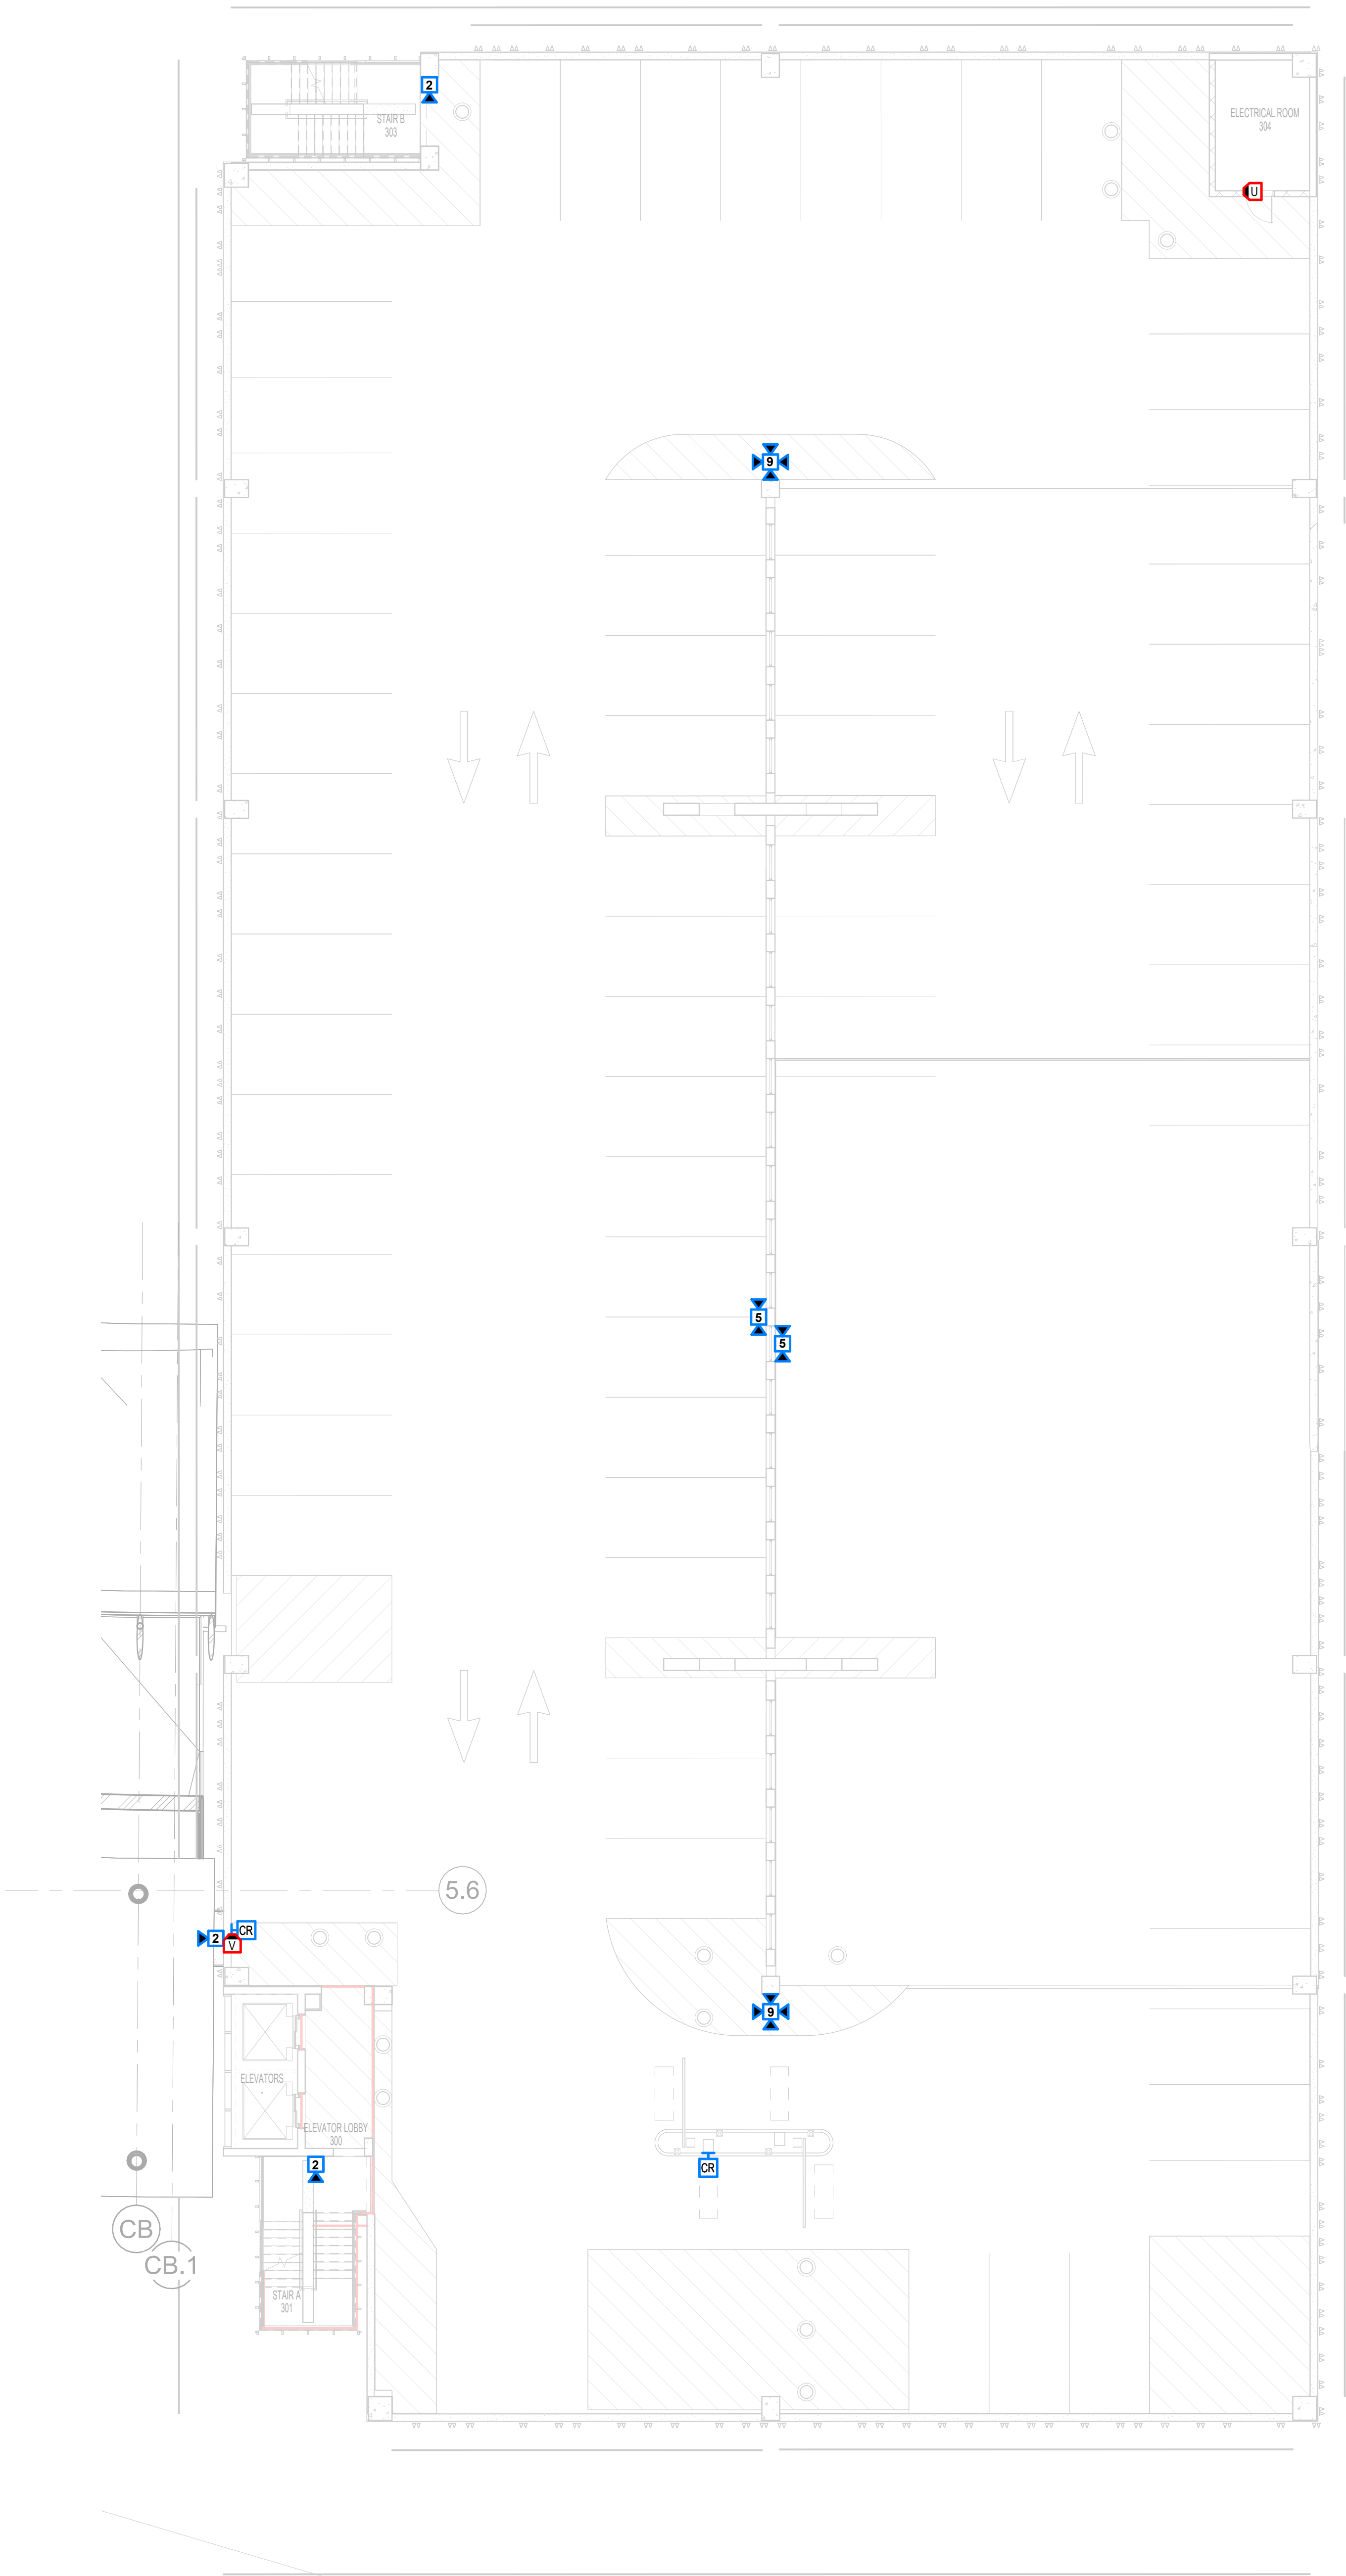 2
STAIR B
303
ELECTRICAL ROOM
304
U
9
5
5
5.6
CR
2
V
9
ELEVATORS
ELEVATOR LOBBY
300
2
CR
CB
CB.1
STAIR A
301